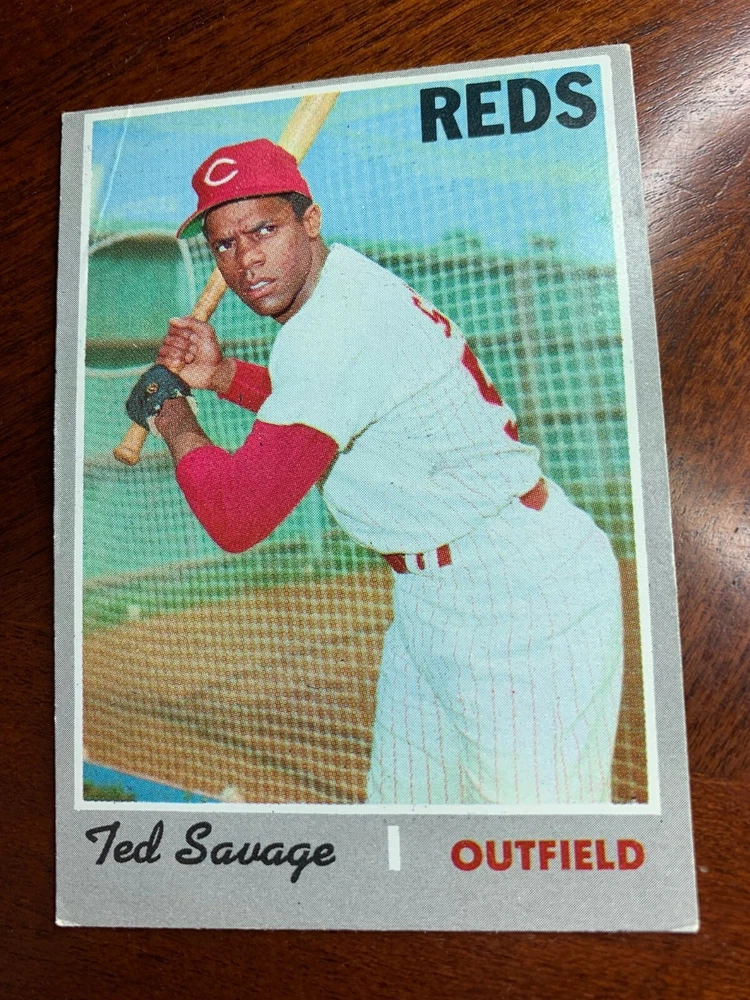 REDS
C
Ted Savage
OUTFIELD